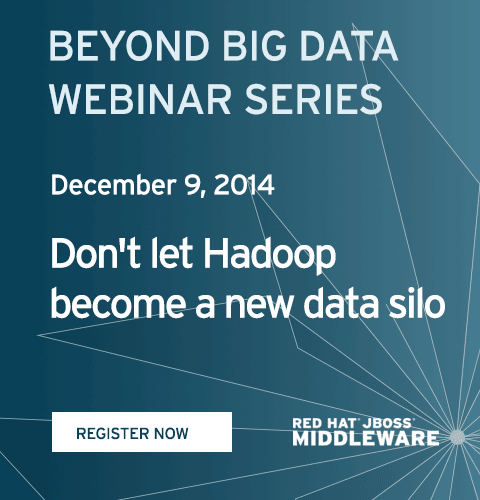 BEYOND BIG DATA
WEBINAR SERIES
December 9, 2014
Don't let Hadoop
become a new data silo
REGISTER NOW
RED HAT® JBOSS®
MIDDLEWARE